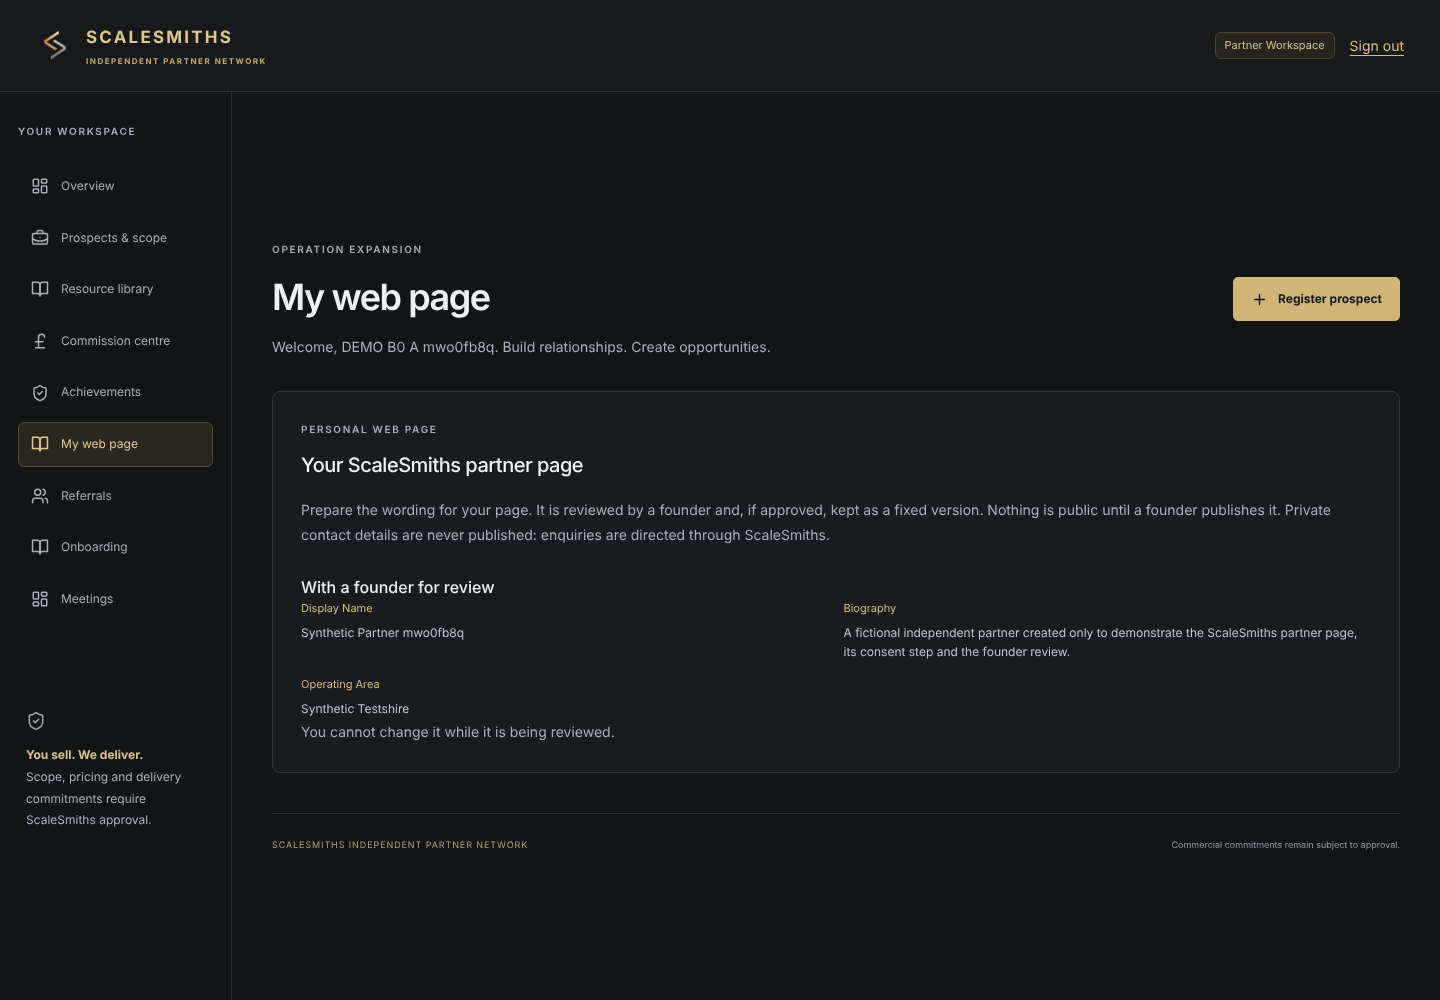 SCALESMITHS
INDEPENDENT PARTNER NETWORK
Partner Workspace
Sign out
YOUR WORKSPACE
Overview
Prospects & scope
Resource library
Commission centre
Achievements
My web page
Referrals
Onboarding
Meetings
You sell. We deliver.
Scope, pricing and delivery
commitments require
ScaleSmiths approval.
OPERATION EXPANSION
My web page
Register prospect
Welcome, DEMO B0 A mwo0fb8q. Build relationships. Create opportunities.
PERSONAL WEB PAGE
Your ScaleSmiths partner page
Prepare the wording for your page. It is reviewed by a founder and, if approved, kept as a fixed version. Nothing is public until a founder publishes it. Private
contact details are never published: enquiries are directed through ScaleSmiths.
With a founder for review
Display Name
Synthetic Partner mwo0fb8q
Biography
A fictional independent partner created only to demonstrate the ScaleSmiths partner page,
its consent step and the founder review.
Operating Area
Synthetic Testshire
You cannot change it while it is being reviewed.
SCALESMITHS INDEPENDENT PARTNER NETWORK
Commercial commitments remain subject to approval.